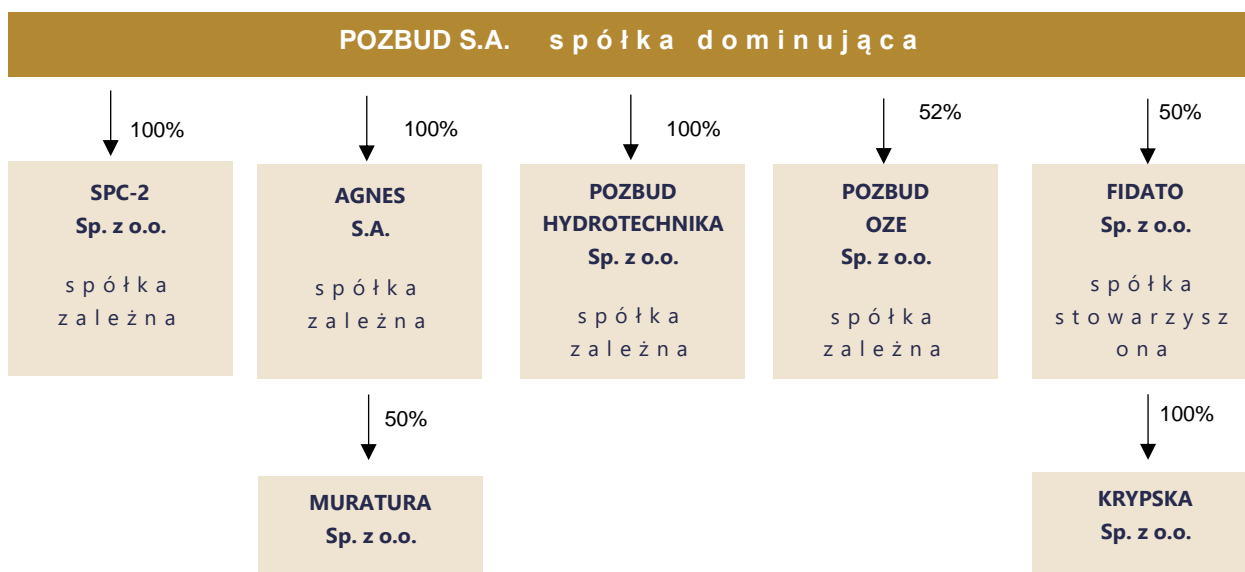 POZBUD S.A. spółka dominująca
100%
100%
100%
52%
50%
SPC-2
Sp. z o.o.
spółka
zależna
AGNES
S.A.
spółka
zależna
POZBUD
HYDROTECHNIKA
Sp. z o.o.
spółka
zależna
POZBUD
OZE
Sp. z o.o.
spółka
zależna
FIDATO
Sp. z o.o.
spółka
stowarzysz
ona
50%
100%
MURATURA
Sp. z o.o.
KRYPSKA
Sp. z o.o.